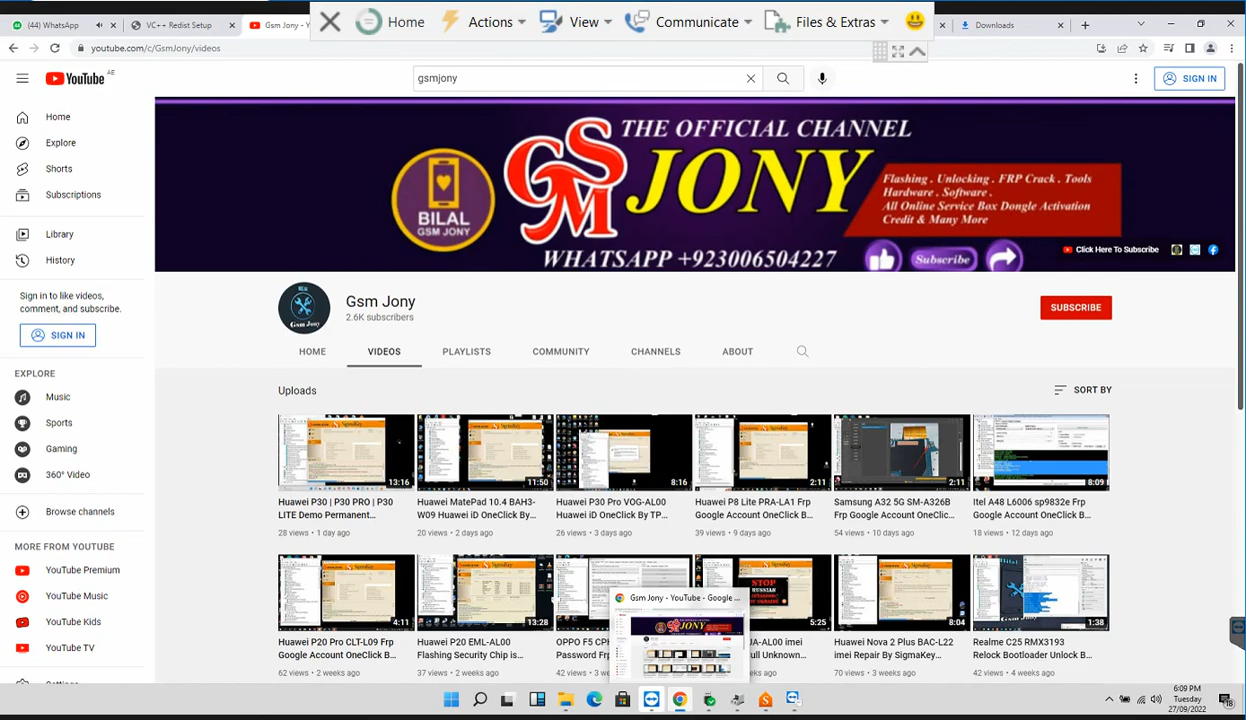 (44) WhatsApp
VC++ Redist Setup
Gsm Jony - Y
Home
Actions
View
Communicate
Files & Extras
Downloads
youtube.com/c/GsmJony/videos
YouTube AE
gsmjony
SIGN IN
Home
Explore
Shorts
Subscriptions
Library
History
Sign in to like videos,
comment, and subscribe.
SIGN IN
EXPLORE
Music
Sports
Gaming
360° Video
Browse channels
MORE FROM YOUTUBE
YouTube Premium
YouTube Music
YouTube Kids
YouTube TV
THE OFFICIAL CHANNEL
GSM JONY
BILAL
GSM JONY
Flashing . Unlocking . FRP Crack . Tools
Hardware . Software .
All Online Service Box Dongle Activation
Credit & Many More
WHATSAPP +923006504227
Subscribe
Click Here To Subscribe
Gsm Jony
Gsm Jony
2.6K subscribers
SUBSCRIBE
HOME
VIDEOS
PLAYLISTS
COMMUNITY
CHANNELS
ABOUT
Uploads
SORT BY
13:16
Huawei P30 | P30 PRO | P30
LITE Demo Permanent...
28 views • 1 day ago
11:50
Huawei MatePad 10.4 BAH3-
W09 Huawei iD OneClick By...
20 views • 2 days ago
8:16
Huawei P30 Pro VOG-AL00
Huawei iD OneClick By TP...
26 views • 3 days ago
2:11
Huawei P8 Lite PRA-LA1 Frp
Google Account OneClick B...
39 views • 9 days ago
2:11
Samsung A32 5G SM-A326B
Frp Google Account OneClic...
54 views • 10 days ago
8:09
Itel A48 L6006 sp9832e Frp
Google Account OneClick B...
18 views • 12 days ago
4:11
Huawei P20 Pro CLT-L09 Frp
Google Account OneClick B...
62 views • 2 weeks ago
13:28
Huawei P20 EML-AL00
Flashing Security Chip is...
37 views • 2 weeks ago
OPPO F5 CPH
Password Frp
42 views • 2
Gsm Jony - YouTube - Google ...
STOP
RUSSIAN
5:25
JA-AL00 imei
ull Unknown...
weeks ago
8:04
Huawei Nova 2 Plus BAC-L22
imei Repair By SigmaKey...
70 views • 3 weeks ago
1:38
Realme C25 RMX3193
Relock Bootloader Unlock B...
42 views • 4 weeks ago
6:09 PM
Tuesday
27/09/2022
18